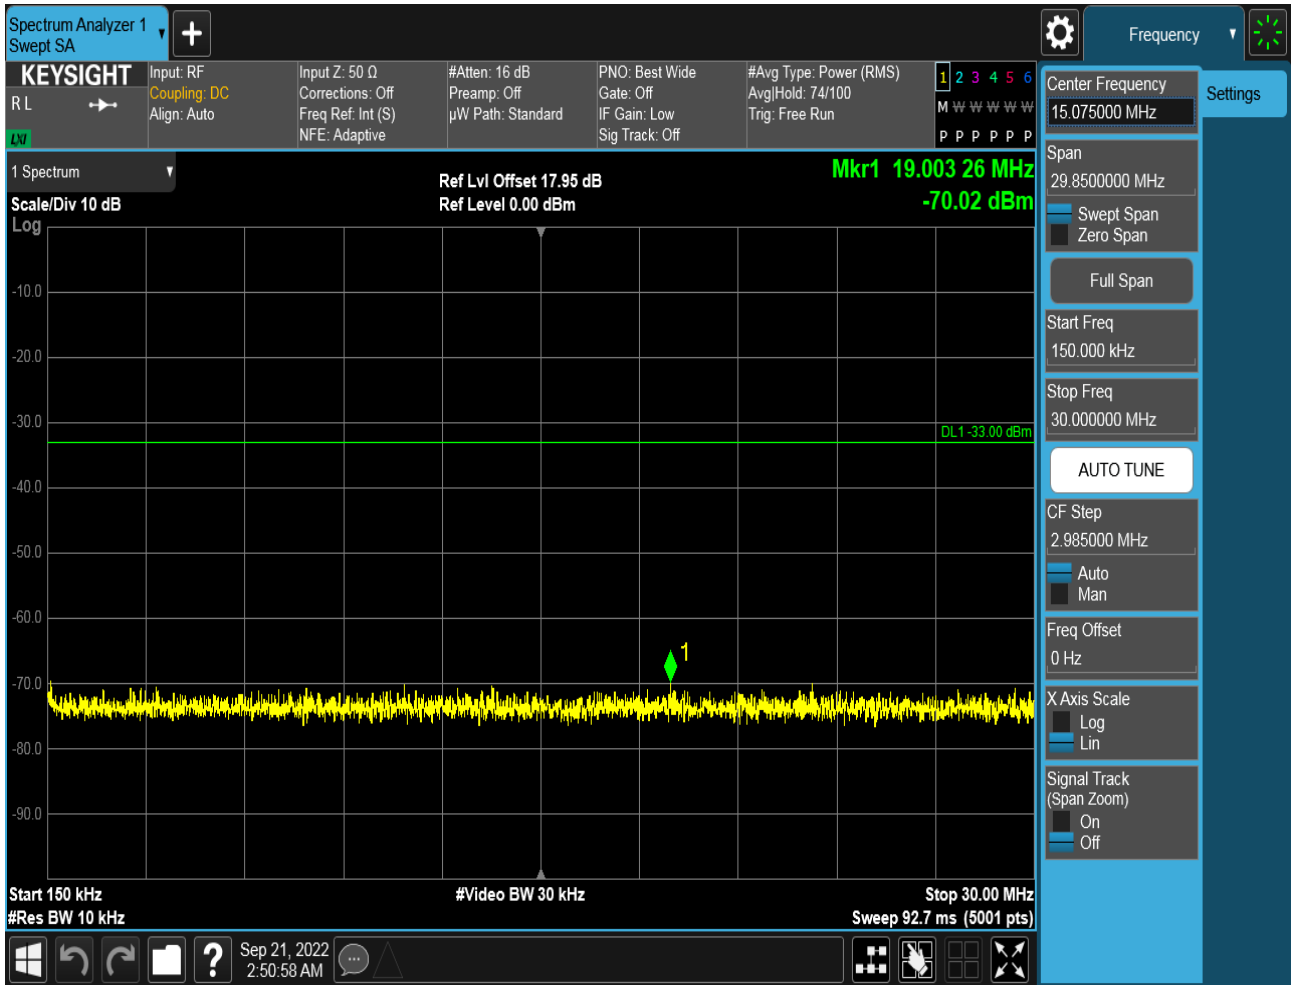 Spectrum Analyzer 1
Swept SA
Frequency
KEYSIGHT
R L
LXI
Input: RF
Coupling: DC
Align: Auto
Input Z: 50 Ω
Corrections: Off
Freq Ref: Int (S)
NFE: Adaptive
#Atten: 16 dB
Preamp: Off
µW Path: Standard
PNO: Best Wide
Gate: Off
IF Gain: Low
Sig Track: Off
#Avg Type: Power (RMS)
Avg|Hold: 74/100
Trig: Free Run
1 2 3 4 5 6
M W W W W W
P P P P P P
1 Spectrum
Scale/Div 10 dB
Log
Ref Lvl Offset 17.95 dB
Ref Level 0.00 dBm
Mkr1 19.003 26 MHz
-70.02 dBm
-10.0
-20.0
-30.0
DL1 -33.00 dBm
-40.0
-50.0
-60.0
1
-70.0
-80.0
-90.0
Start 150 kHz
#Video BW 30 kHz
Stop 30.00 MHz
#Res BW 10 kHz
Sweep 92.7 ms (5001 pts)
Sep 21, 2022
2:50:58 AM
Center Frequency
15.075000 MHz
Settings
Span
29.8500000 MHz
Swept Span
Zero Span
Full Span
Start Freq
150.000 kHz
Stop Freq
30.000000 MHz
AUTO TUNE
CF Step
2.985000 MHz
Auto
Man
Freq Offset
0 Hz
X Axis Scale
Log
Lin
Signal Track
(Span Zoom)
On
Off